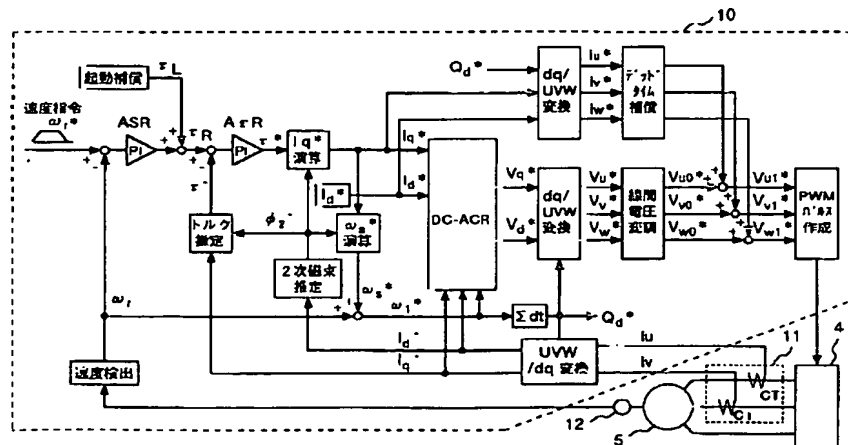 10
起動補償
τL
速度指令
ωr*
ASR
PI
τR
AτR
PI
τ*
Iq*
演算
Iq*
Id*
Id*
Qd*
dq/
UVW
変換
Iu*
Iv*
Iw*
デッド
タイム
補償
トルク
推定
φ2^
ωs*
演算
2次磁束
推定
DC-ACR
Vq*
Vd*
dq/
UVW
変換
Vu*
Vv*
Vw*
線間
電圧
変調
Vu0*
Vv0*
Vw0*
Vu1*
Vv1*
Vw1*
PWM
パルス
作成
ωr
ωs*
ω1*
Σdt
Qd*
Id^
Iq^
UVW
/dq 変換
Iu
Iv
速度検出
12
5
11
CT
4